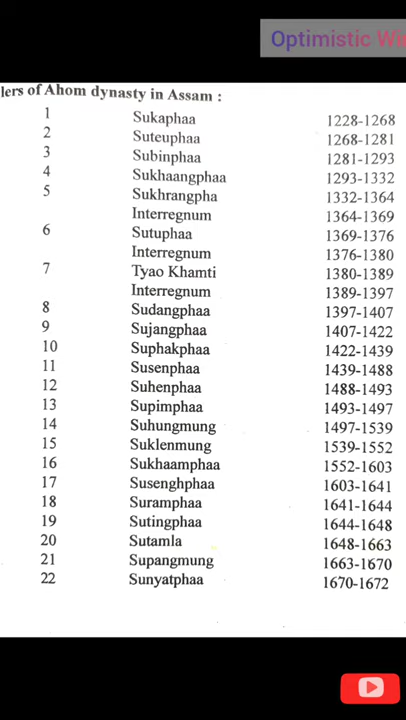 Optimistic
lers of Ahom dynasty in Assam :
1 Sukaphaa 1228-1268
2 Suteuphaa 1268-1281
3 Subinphaa 1281-1293
4 Sukhaangphaa 1293-1332
5 Sukhrangpha 1332-1364
Interregnum 1364-1369
6 Sutuphaa 1369-1376
Interregnum 1376-1380
7 Tyao Khamti 1380-1389
Interregnum 1389-1397
8 Sudangphaa 1397-1407
9 Sujangphaa 1407-1422
10 Suphakphaa 1422-1439
11 Susenphaa 1439-1488
12 Suhenphaa 1488-1493
13 Supimphaa 1493-1497
14 Suhungmung 1497-1539
15 Suklenmung 1539-1552
16 Sukhaamphaa 1552-1603
17 Susenghphaa 1603-1641
18 Suramphaa 1641-1644
19 Sutingphaa 1644-1648
20 Sutamla 1648-1663
21 Supangmung 1663-1670
22 Sunyatphaa 1670-1672